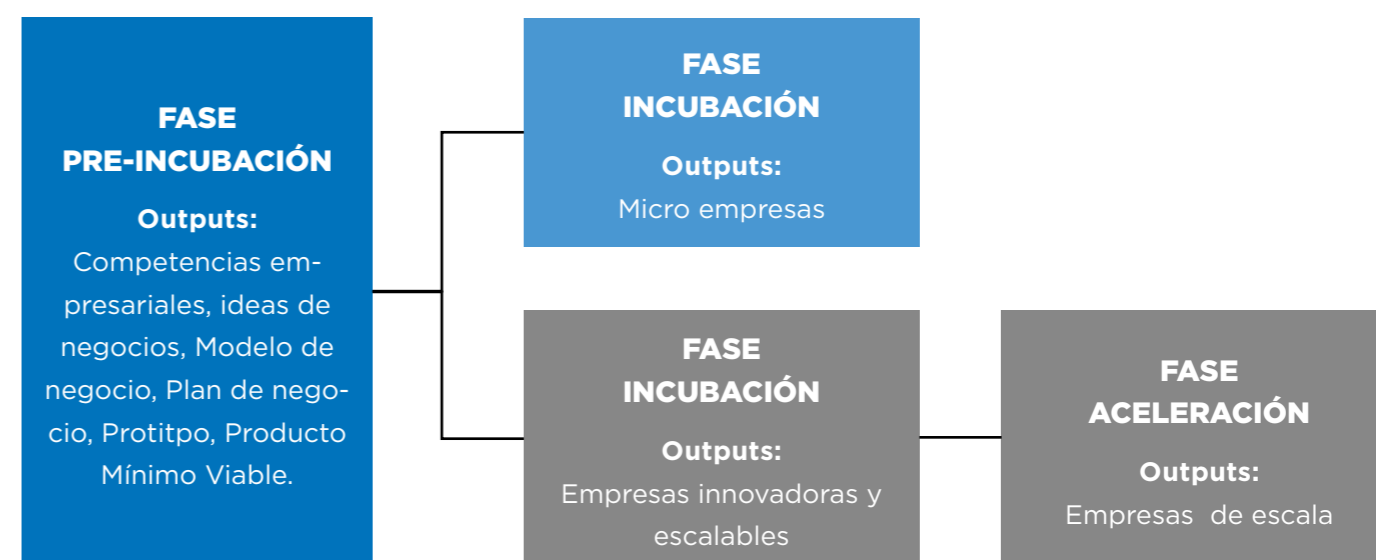 FASE
PRE-INCUBACIÓN
Outputs:
Competencias em-
presariales, ideas de
negocios, Modelo de
negocio, Plan de nego-
cio, Protitpo, Producto
Mínimo Viable.
FASE
INCUBACIÓN
Outputs:
Micro empresas
FASE
INCUBACIÓN
Outputs:
Empresas innovadoras y
escalables
FASE
ACELERACIÓN
Outputs:
Empresas de escala